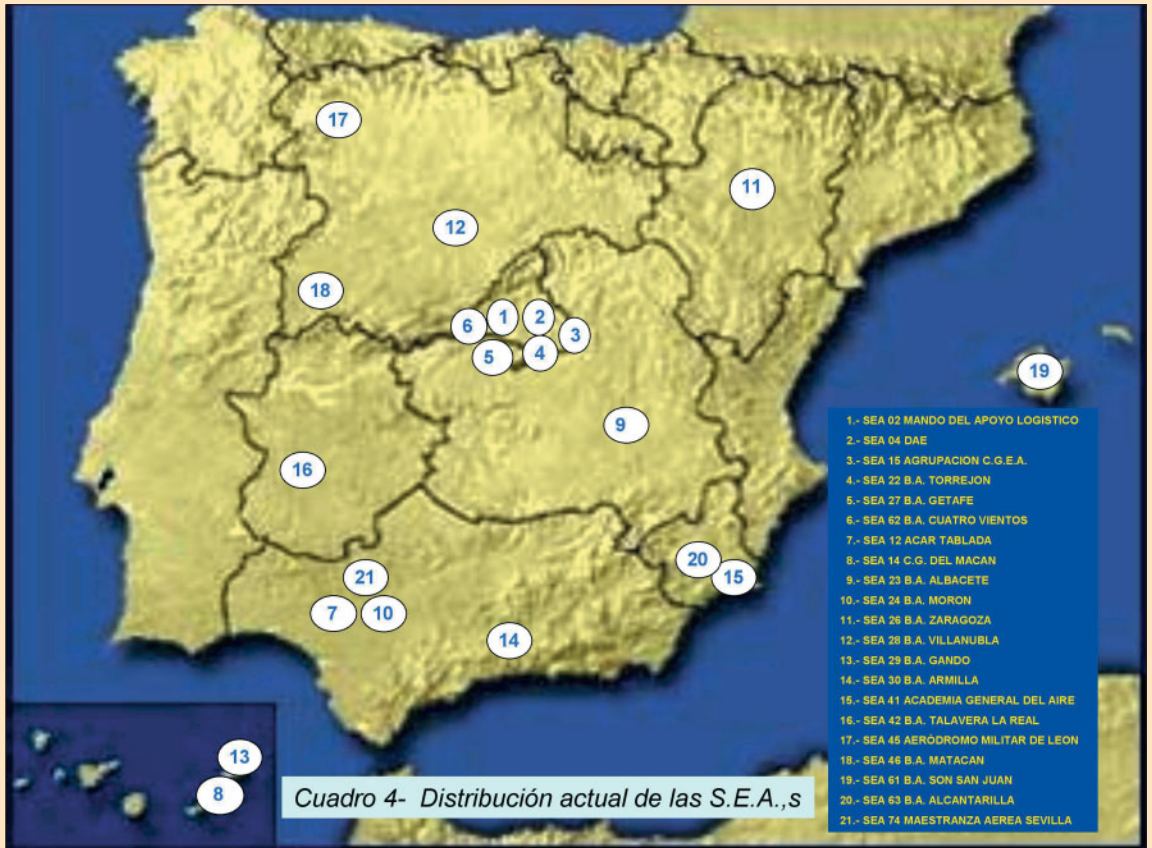 17
11
12
18
1
2
6
3
4
5
19
9
16
20
15
21
7
10
14
13
8
1.- SEA 02 MANDO DEL APOYO LOGISTICO
2.- SEA 04 DAE
3.- SEA 15 AGRUPACION C.G.E.A.
4.- SEA 22 B.A. TORREJON
5.- SEA 27 B.A. GETAFE
6.- SEA 62 B.A. CUATRO VIENTOS
7.- SEA 12 ACAR TABLADA
8.- SEA 14 C.G. DEL MACAN
9.- SEA 23 B.A. ALBACETE
10.- SEA 24 B.A. MORON
11.- SEA 26 B.A. ZARAGOZA
12.- SEA 28 B.A. VILLANUBLA
13.- SEA 29 B.A. GANDO
14.- SEA 30 B.A. ARMILLA
15.- SEA 41 ACADEMIA GENERAL DEL AIRE
16.- SEA 42 B.A. TALAVERA LA REAL
17.- SEA 45 AERÓDROMO MILITAR DE LEON
18.- SEA 46 B.A. MATACAN
19.- SEA 61 B.A. SON SAN JUAN
20.- SEA 63 B.A. ALCANTARILLA
21.- SEA 74 MAESTRANZA AEREA SEVILLA
Cuadro 4- Distribución actual de las S.E.A.,s